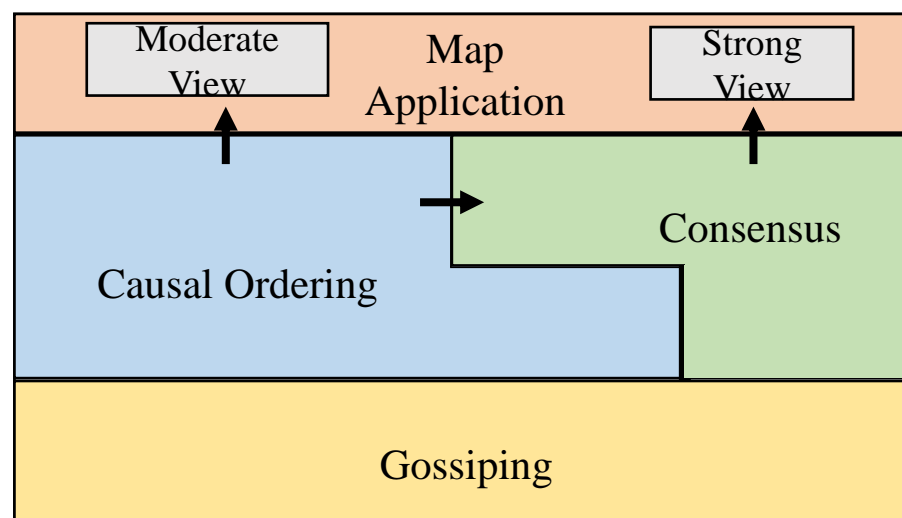 Moderate
View
Map
Application
Strong
View
Consensus
Causal Ordering
Gossiping